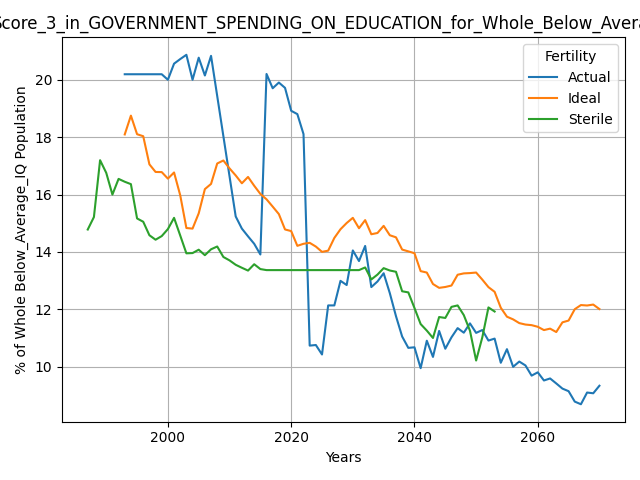 Score_3_in_GOVERNMENT_SPENDING_ON_EDUCATION_for_Whole_Below_Avera
Fertility
Actual
Ideal
Sterile
% of Whole Below_Average_IQ Population
20
18
16
14
12
10
2000 2020 2040 2060
Years